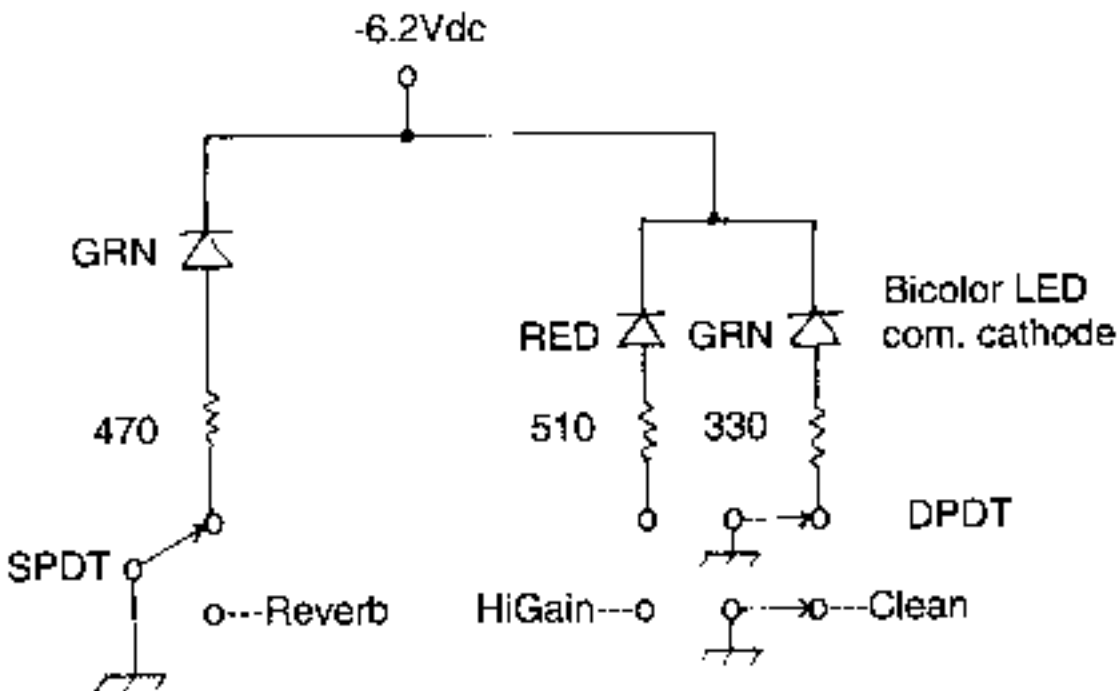 -6.2Vdc
GRN
RED
GRN
Bicolor LED
com. cathode
470
510
330
DPDT
SPDT
Reverb
HiGain
Clean